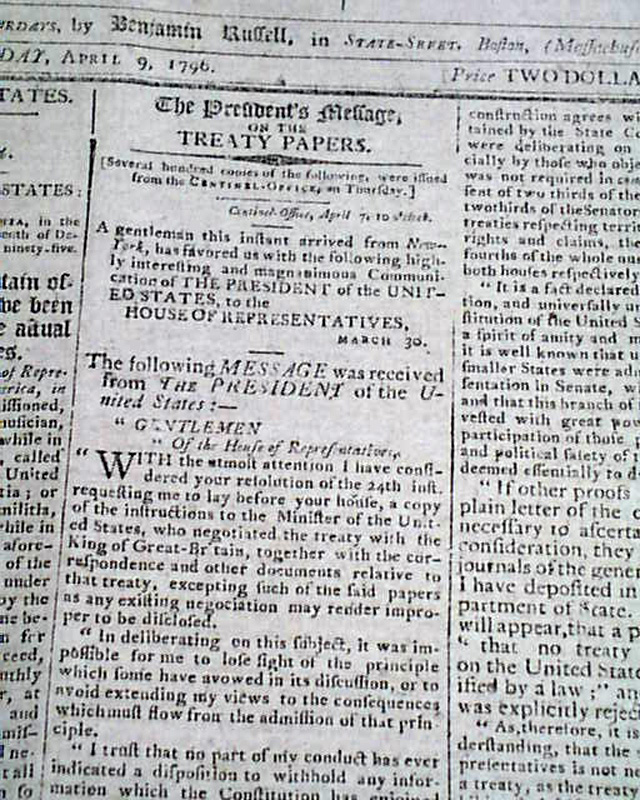 by Benjamin Ruſſell, in STATE-STREET, Boſton,
DAY, APRIL 9, 1796.
Price TWO DOLLA
TATES.
STATES:
in the
ninety-five.
be been
actual
of Repre-
in
while in
called
United
or
while in
afore-
of the
under
by the
be-
for
at
and
The Preſident's Meſſage,
ON THE
TREATY PAPERS.
[Several hundred copies of the following, were iſſued
from the CENTINEL-OFFICE, on Thurſday.]
Centinel-Office, April 7,
A gentleman this inſtant arrived from New-
York, has favored us with the following high-
ly intereſting and magnanimous Communi-
cation of THE PRESIDENT of the UNIT-
ED STATES, to the
HOUSE OF REPRESENTATIVES,
MARCH 30.
The following MESSAGE was received
from THE PRESIDENT of the U-
nited States:—
" GENTLEMEN
" Of the Houſe of Repreſentatives,
" WITH the utmoſt attention I have conſi-
dered your reſolution of the 24th inſt.
requeſting me to lay before your houſe, a copy
of the inſtructions to the Miniſter of the Unit-
ed States, who negotiated the treaty with the
King of Great-Britain, together with the cor-
reſpondence and other documents relative to
that treaty, excepting ſuch of the ſaid papers
as any exiſting negociation may render impro-
per to be diſcloſed.
" In deliberating on this ſubject, it was im-
poſſible for me to loſe ſight of the principle
which ſome have avowed in its diſcuſſion, or to
avoid extending my views to the conſequences
which muſt flow from the admiſſion of that prin-
ciple.
" I truſt that no part of my conduct has ever
indicated a diſpoſition to withhold any infor-
mation which the Conſtitution has enjoined
conſtruction agrees
tained by the State
were deliberating on
cially by thoſe who
was not required in
ſent of two thirds of the
twothirds of the Senator
treaties reſpecting
rights and claims, the
fourths of the whole
both houſes reſpectively
" It is a fact declared
tion, and univerſally
ſtitution of the United S
a ſpirit of amity and m
it is well known that
ſmaller States were ad
ſentation in Senate,
and that this branch of
veſted with great
participation of thoſe
and political ſafety of
deemed eſſentially to d
" If other proofs
plain letter of the
neceſſary to aſcerta
conſideration, they
journals of the gener
I have depoſited in
partment of State.
will appear, that a p
" that no treaty
on the United State
ified by a law;" an
was explicitly reject
" As, therefore, it is
derſtanding, that the
preſentatives is not
a treaty, as the treaty